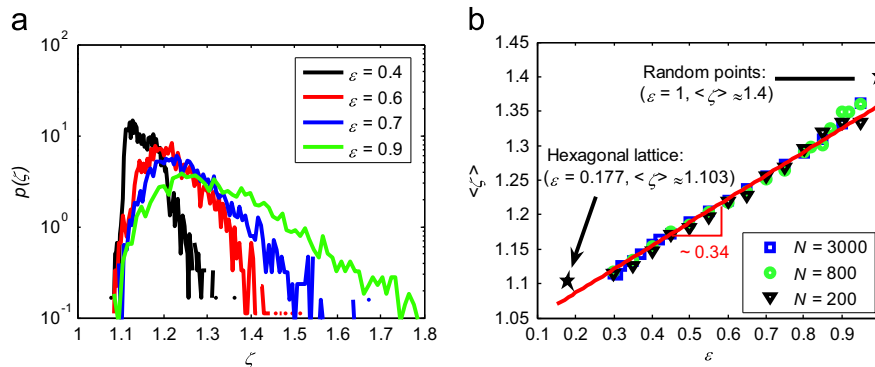 a
10^2
10^1
10^0
10^-1
p(ζ)
1 1.1 1.2 1.3 1.4 1.5 1.6 1.7 1.8
ζ
ε = 0.4
ε = 0.6
ε = 0.7
ε = 0.9
b
1.45
1.4
1.35
1.3
1.25
1.2
1.15
1.1
1.05
<ζ>
0.1 0.2 0.3 0.4 0.5 0.6 0.7 0.8 0.9
ε
Random points:
(ε = 1, <ζ> ≈1.4)
Hexagonal lattice:
(ε = 0.177, <ζ> ≈1.103)
~ 0.34
N = 3000
N = 800
N = 200